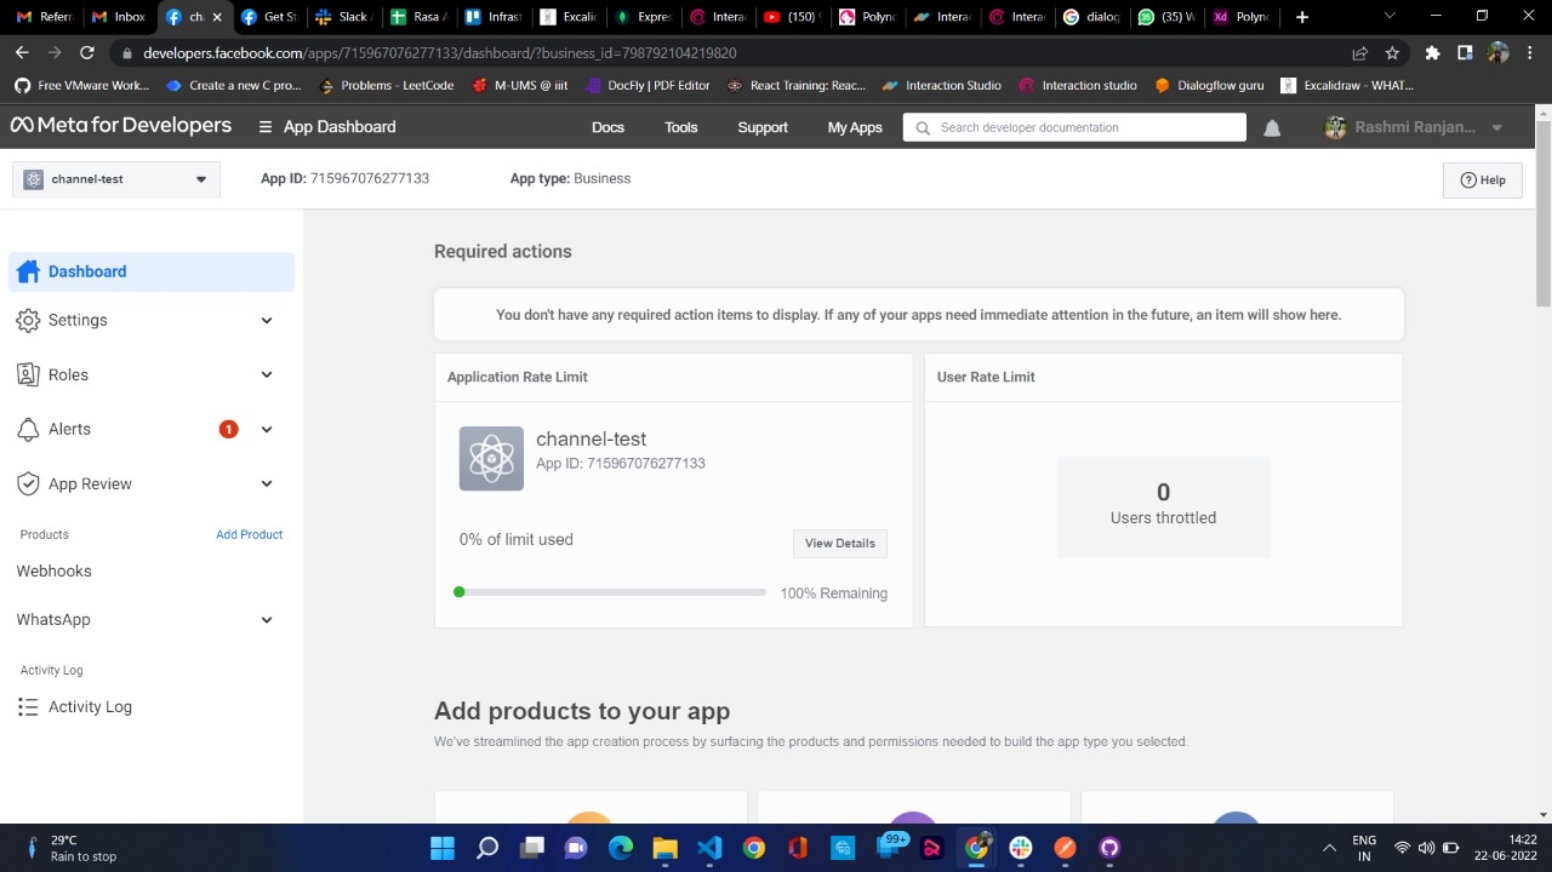 Referr
Inbox
ch
Get St
Slack
Rasa A
Infrast
Excalic
Expres
Interac
(150)
Polync
Interac
Interac
dialog
(35) W
Polync
developers.facebook.com/apps/715967076277133/dashboard/?business_id=798792104219820
Free VMware Work...
Create a new C pro...
Problems - LeetCode
M-UMS @ iiit
DocFly | PDF Editor
React Training: Reac...
Interaction Studio
Interaction studio
Dialogflow guru
Excalidraw - WHAT...
Meta for Developers
App Dashboard
Docs
Tools
Support
My Apps
Search developer documentation
Rashmi Ranjan...
channel-test
App ID: 715967076277133
App type: Business
Help
Dashboard
Settings
Roles
Alerts
1
App Review
Products
Add Product
Webhooks
WhatsApp
Activity Log
Activity Log
Required actions
You don't have any required action items to display. If any of your apps need immediate attention in the future, an item will show here.
Application Rate Limit
channel-test
App ID: 715967076277133
0% of limit used
View Details
100% Remaining
User Rate Limit
0
Users throttled
Add products to your app
We've streamlined the app creation process by surfacing the products and permissions needed to build the app type you selected.
29°C
Rain to stop
99+
ENG
IN
14:22
22-06-2022